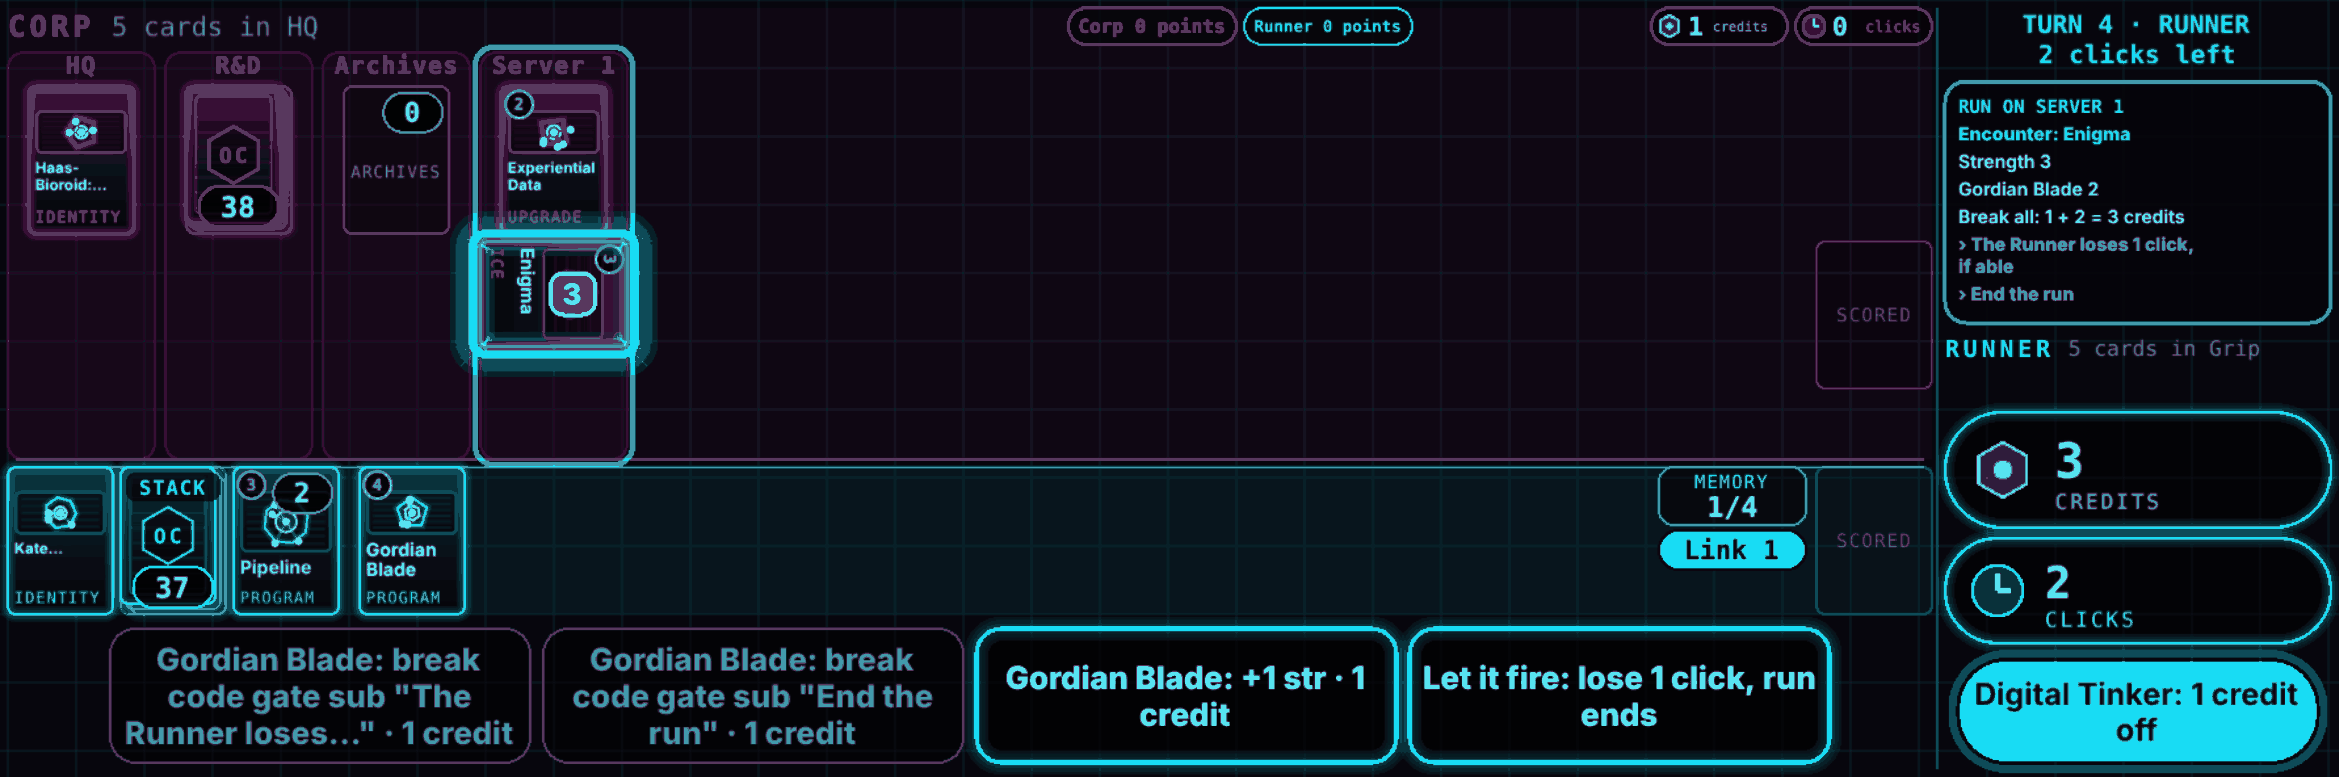 CORP 5 cards in HQ
Corp 0 points
Runner 0 points
1 credits
0 clicks
TURN 4 · RUNNER
2 clicks left
HQ
R&D
Archives
Server 1
Haas-
Bioroid:...
IDENTITY
OC
38
0
ARCHIVES
2
Experiential
Data
UPGRADE
ICE
Enigma
3
3
SCORED
RUN ON SERVER 1
Encounter: Enigma
Strength 3
Gordian Blade 2
Break all: 1 + 2 = 3 credits
› The Runner loses 1 click,
if able
› End the run
RUNNER 5 cards in Grip
3
CREDITS
2
CLICKS
Kate...
IDENTITY
STACK
OC
37
3
2
Pipeline
PROGRAM
4
Gordian
Blade
PROGRAM
MEMORY
1/4
Link 1
SCORED
Gordian Blade: break
code gate sub "The
Runner loses..." · 1 credit
Gordian Blade: break
code gate sub "End the
run" · 1 credit
Gordian Blade: +1 str · 1
credit
Let it fire: lose 1 click, run
ends
Digital Tinker: 1 credit
off